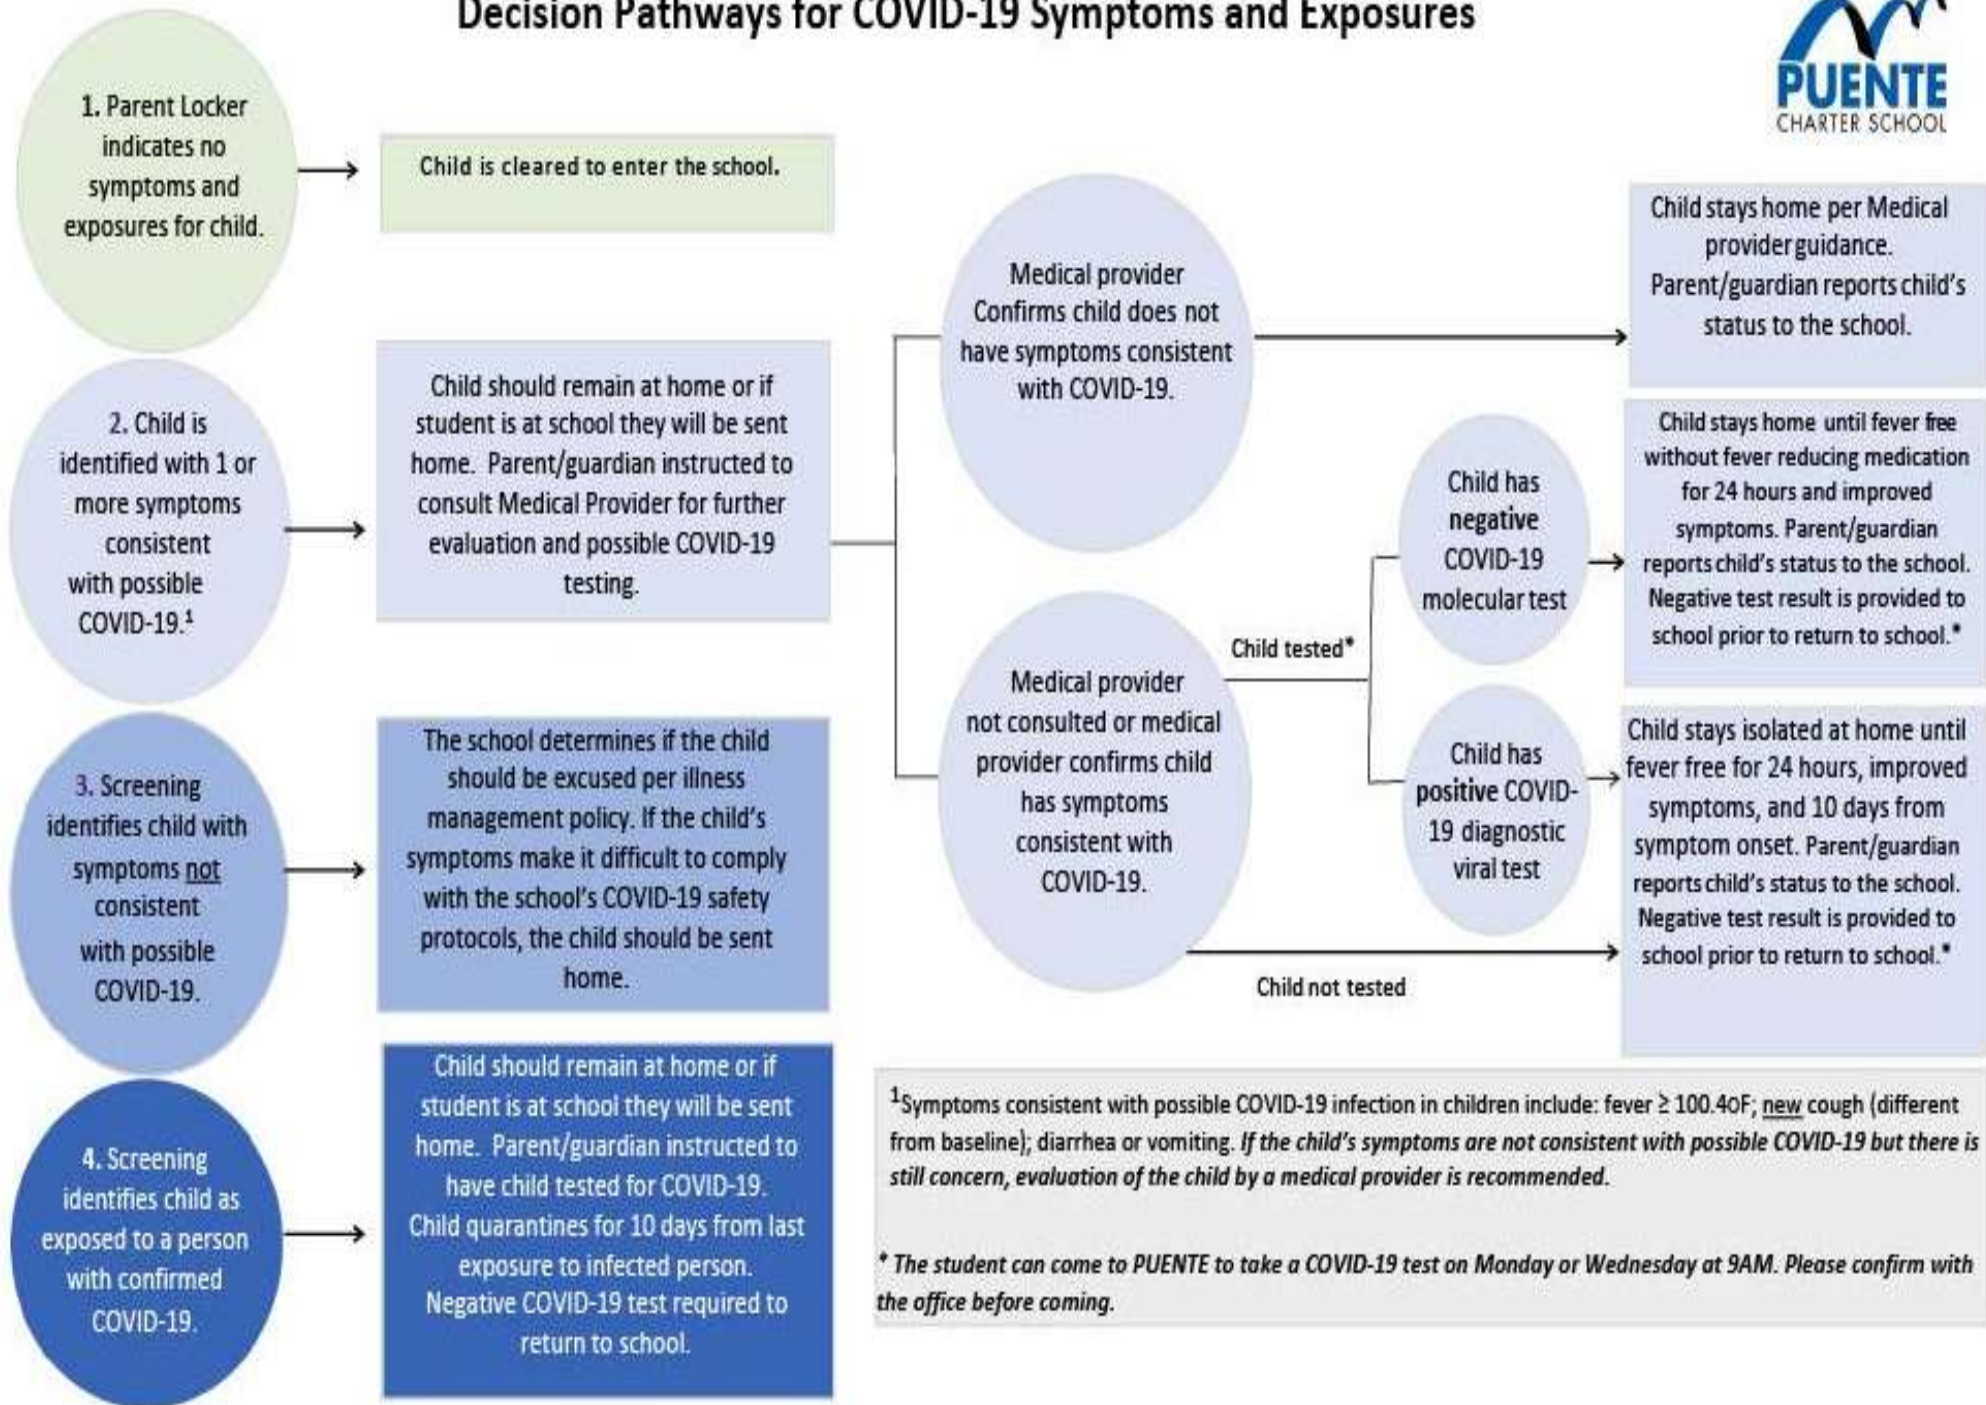 Decision Pathways for COVID-19 Symptoms and Exposures
PUENTE
CHARTER SCHOOL
1. Parent Locker
indicates no
symptoms and
exposures for child.
Child is cleared to enter the school.
2. Child is
identified with 1 or
more symptoms
consistent
with possible
COVID-19.¹
Child should remain at home or if
student is at school they will be sent
home. Parent/guardian instructed to
consult Medical Provider for further
evaluation and possible COVID-19
testing.
Medical provider
Confirms child does not
have symptoms consistent
with COVID-19.
Child stays home per Medical
provider guidance.
Parent/guardian reports child's
status to the school.
Medical provider
not consulted or medical
provider confirms child
has symptoms
consistent with
COVID-19.
Child tested*
Child has
negative
COVID-19
molecular test
Child stays home until fever free
without fever reducing medication
for 24 hours and improved
symptoms. Parent/guardian
reports child's status to the school.
Negative test result is provided to
school prior to return to school.*
Child has
positive COVID-
19 diagnostic
viral test
Child stays isolated at home until
fever free for 24 hours, improved
symptoms, and 10 days from
symptom onset. Parent/guardian
reports child's status to the school.
Negative test result is provided to
school prior to return to school.*
Child not tested
3. Screening
identifies child with
symptoms not
consistent
with possible
COVID-19.
The school determines if the child
should be excused per illness
management policy. If the child's
symptoms make it difficult to comply
with the school's COVID-19 safety
protocols, the child should be sent
home.
4. Screening
identifies child as
exposed to a person
with confirmed
COVID-19.
Child should remain at home or if
student is at school they will be sent
home. Parent/guardian instructed to
have child tested for COVID-19.
Child quarantines for 10 days from last
exposure to infected person.
Negative COVID-19 test required to
return to school.
¹Symptoms consistent with possible COVID-19 infection in children include: fever ≥ 100.4OF; new cough (different
from baseline); diarrhea or vomiting. If the child's symptoms are not consistent with possible COVID-19 but there is
still concern, evaluation of the child by a medical provider is recommended.
* The student can come to PUENTE to take a COVID-19 test on Monday or Wednesday at 9AM. Please confirm with
the office before coming.